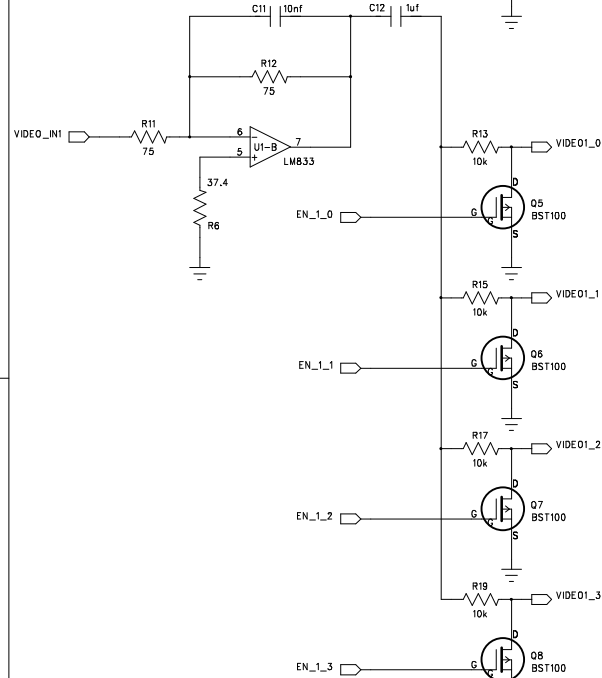 C11 10nf
C12 1uf
R12
75
VIDEO_IN1
R11
75
6
5
7
U1-B
LM833
37.4
R6
R13
10k
VIDEO1_0
D
Q5
BST100
EN_1_0
G
G
S
R15
10k
VIDEO1_1
D
Q6
BST100
EN_1_1
G
G
S
R17
10k
VIDEO1_2
D
Q7
BST100
EN_1_2
G
G
S
R19
10k
VIDEO1_3
D
Q8
BST100
EN_1_3
G
G